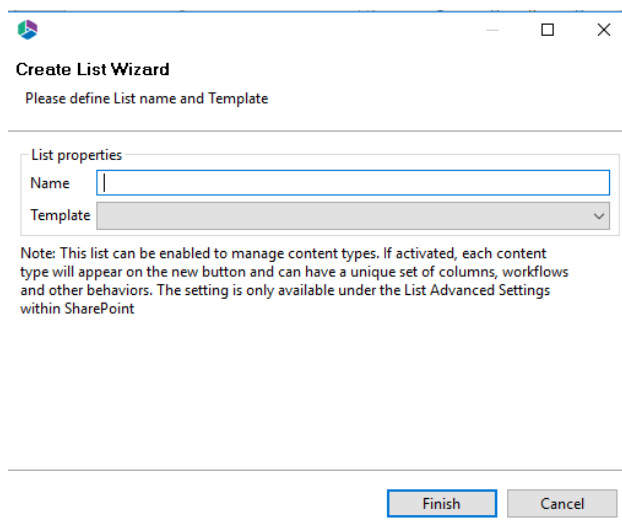 Create List Wizard
Please define List name and Template
List properties
Name
Template
Note: This list can be enabled to manage content types. If activated, each content
type will appear on the new button and can have a unique set of columns, workflows
and other behaviors. The setting is only available under the List Advanced Settings
within SharePoint
Finish
Cancel